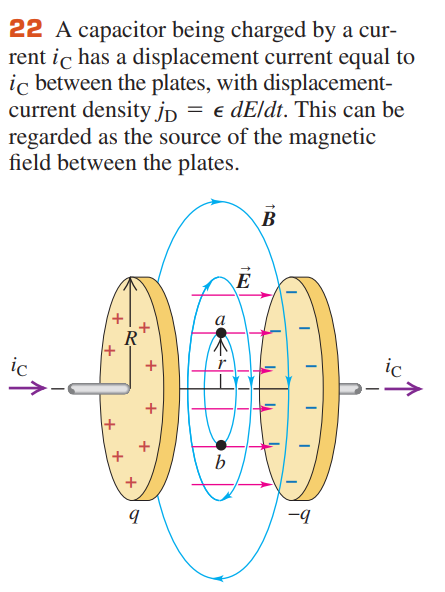 22 A capacitor being charged by a cur-
rent iC has a displacement current equal to
iC between the plates, with displacement-
current density jD = ϵ dE/dt. This can be
regarded as the source of the magnetic
field between the plates.
B⃗
E⃗
a
R
r
iC
iC
b
q
–q